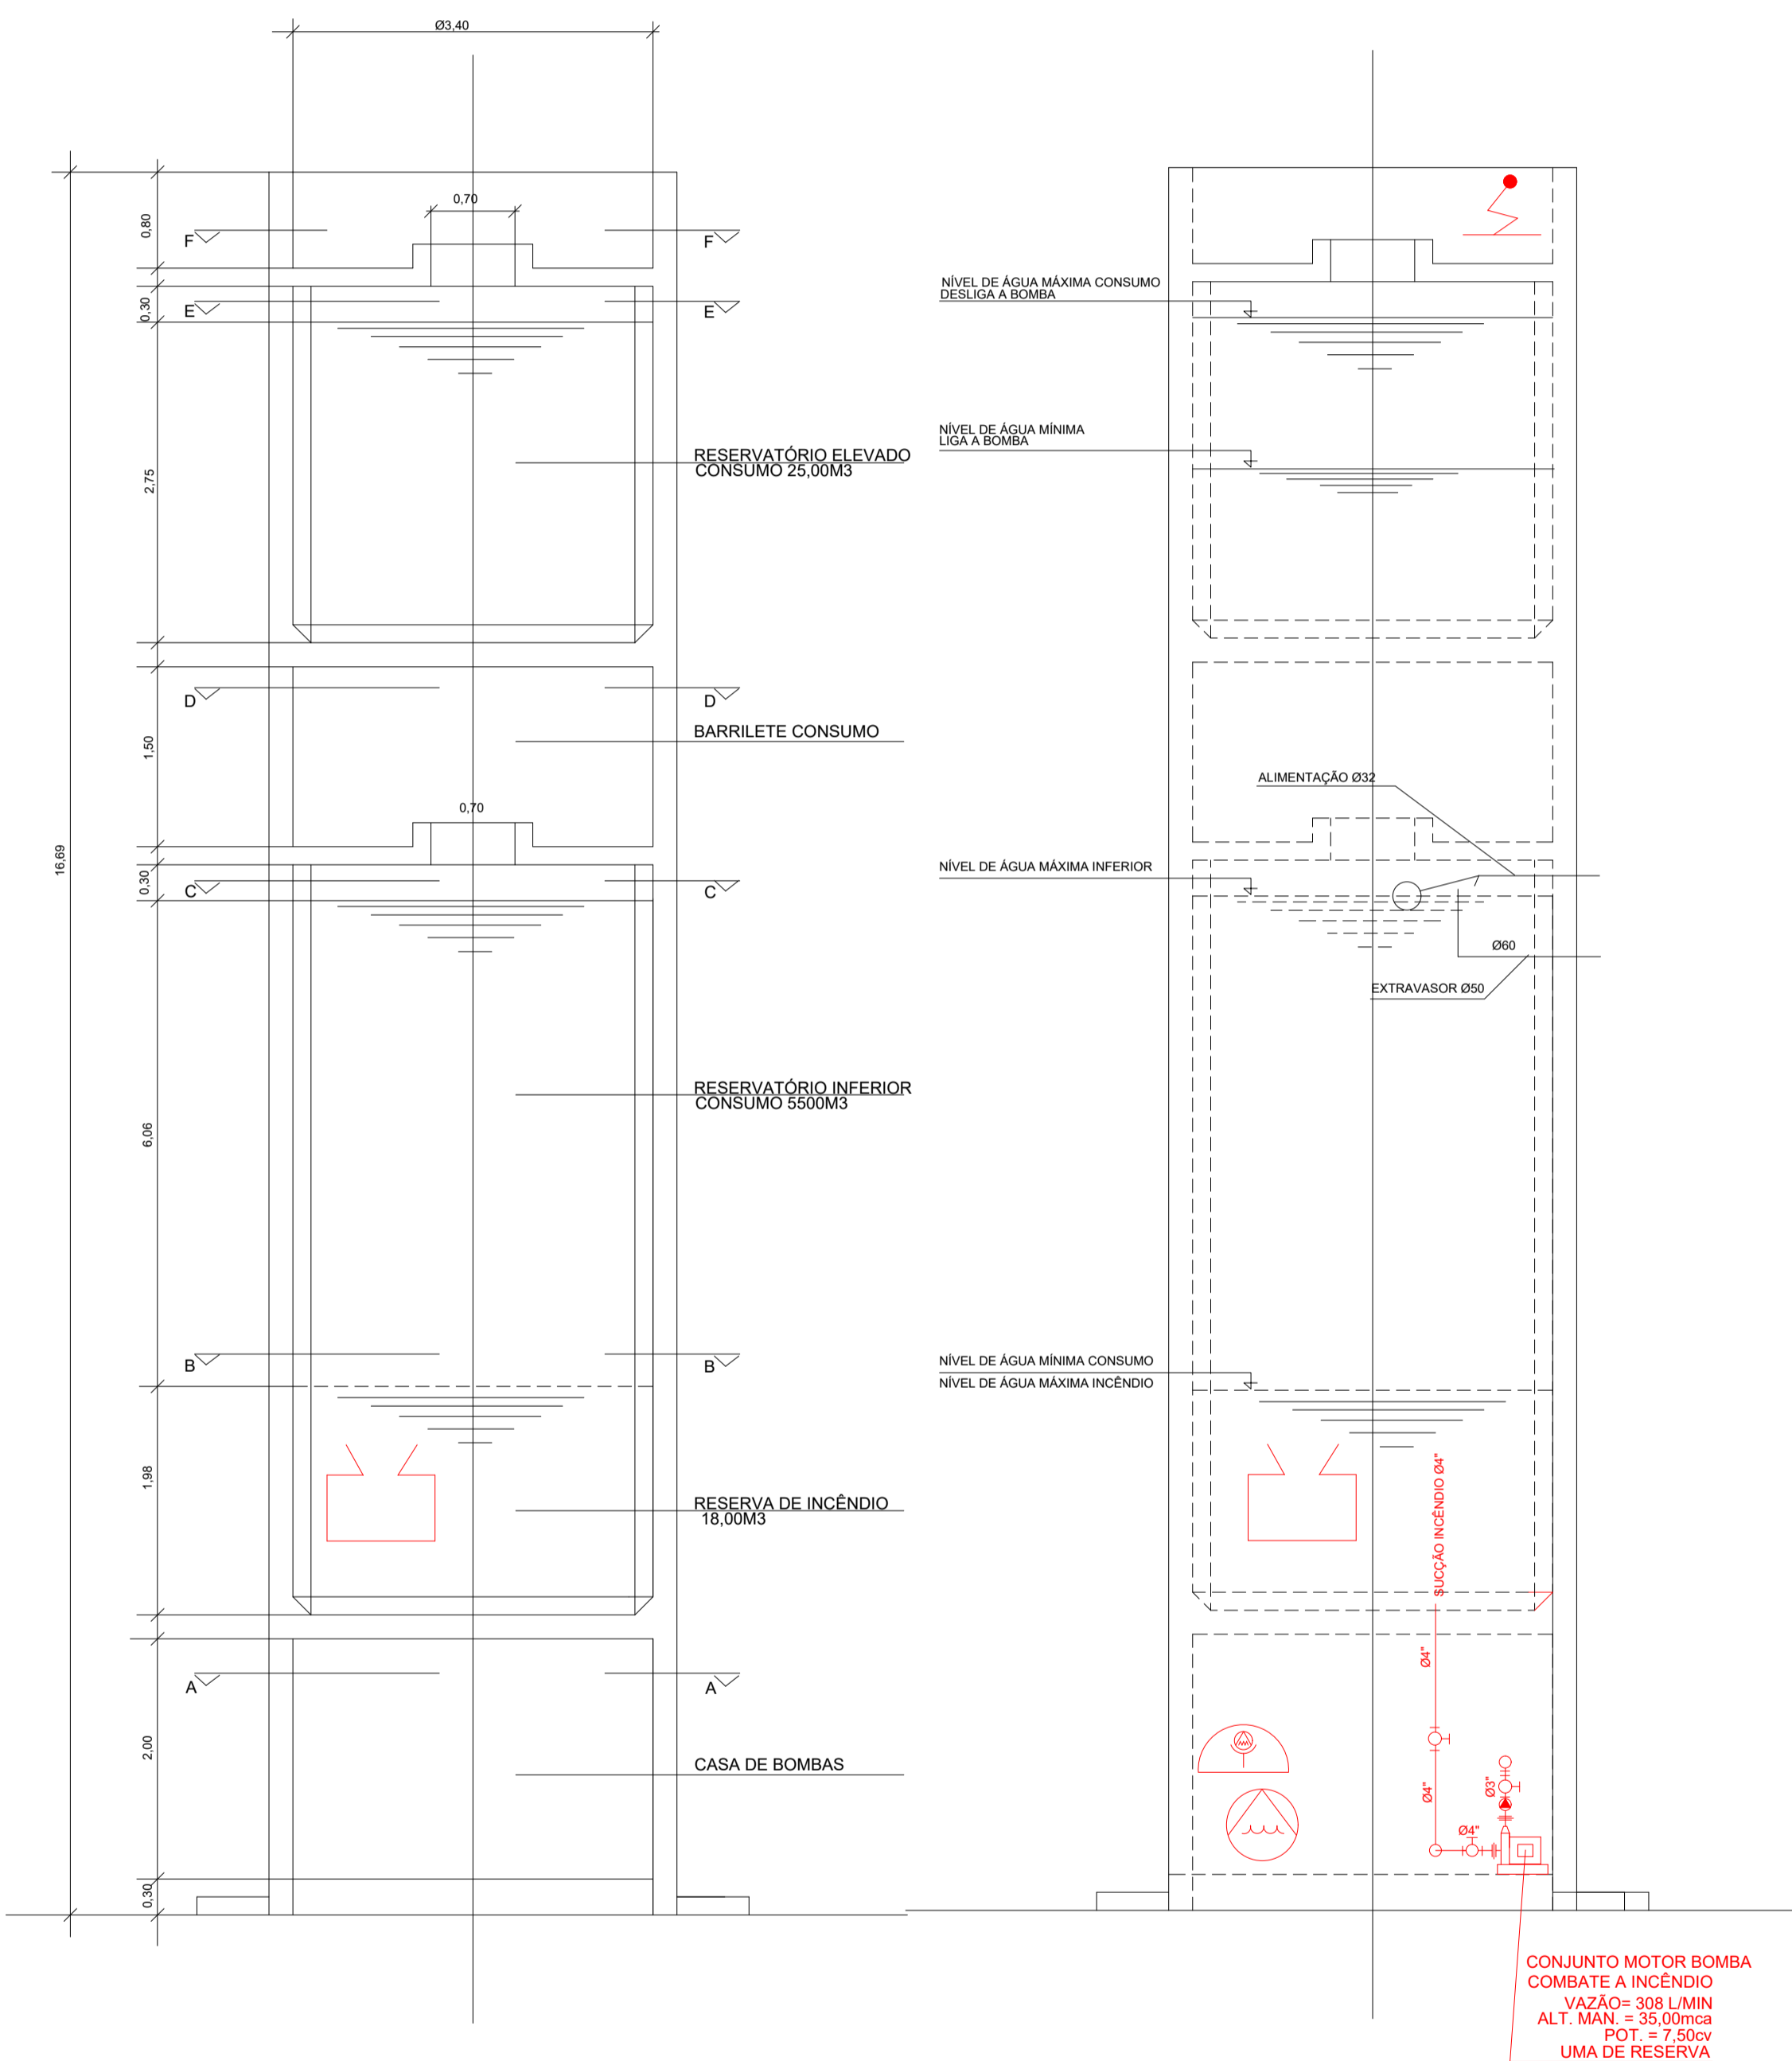 Ø3,40
0,70
0,80
F
F
0,30
E
E
2,75
RESERVATÓRIO ELEVADO
CONSUMO 25,00M3
D
D
1,50
BARRILETE CONSUMO
0,70
16,69
0,30
C
C
RESERVATÓRIO INFERIOR
CONSUMO 5500M3
6,06
B
B
1,98
RESERVA DE INCÊNDIO
18,00M3
A
A
2,00
CASA DE BOMBAS
0,30
NÍVEL DE ÁGUA MÁXIMA CONSUMO
DESLIGA A BOMBA
NÍVEL DE ÁGUA MÍNIMA
LIGA A BOMBA
ALIMENTAÇÃO Ø32
NÍVEL DE ÁGUA MÁXIMA INFERIOR
Ø60
EXTRAVASOR Ø50
NÍVEL DE ÁGUA MÍNIMA CONSUMO
NÍVEL DE ÁGUA MÁXIMA INCÊNDIO
SUCÇÃO INCÊNDIO Ø4"
Ø4"
Ø4"
Ø3"
Ø4"
CONJUNTO MOTOR BOMBA
COMBATE A INCÊNDIO
VAZÃO= 308 L/MIN
ALT. MAN. = 35,00mca
POT. = 7,50cv
UMA DE RESERVA